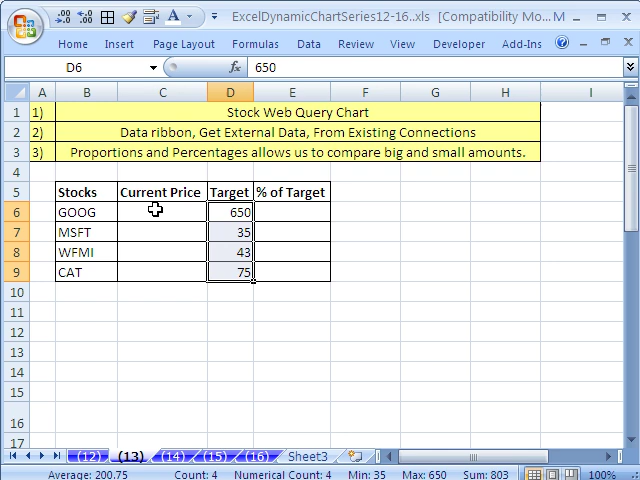 ExcelDynamicChartSeries12-16..xls [Compatibility Mo... M
Home Insert Page Layout Formulas Data Review View Developer Add-Ins
D6 650
A B C D E F G H I
1 1) Stock Web Query Chart
2 2) Data ribbon, Get External Data, From Existing Connections
3 3) Proportions and Percentages allows us to compare big and small amounts.
4
5 Stocks Current Price Target % of Target
6 GOOG 650
7 MSFT 35
8 WFMI 43
9 CAT 75
10
11
12
13
14
15
16
17
(12) (13) (14) (15) (16) Sheet3
Average: 200.75 Count: 4 Numerical Count: 4 Min: 35 Max: 650 Sum: 803 100%